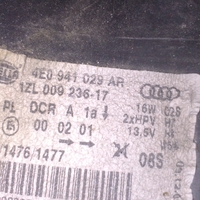 4E0 941 029 AR
1ZL 009 236-17
PL DCR A 1a
16W 02S
2xHPV H
13,5V H
00 02 01
1476 1477
08S